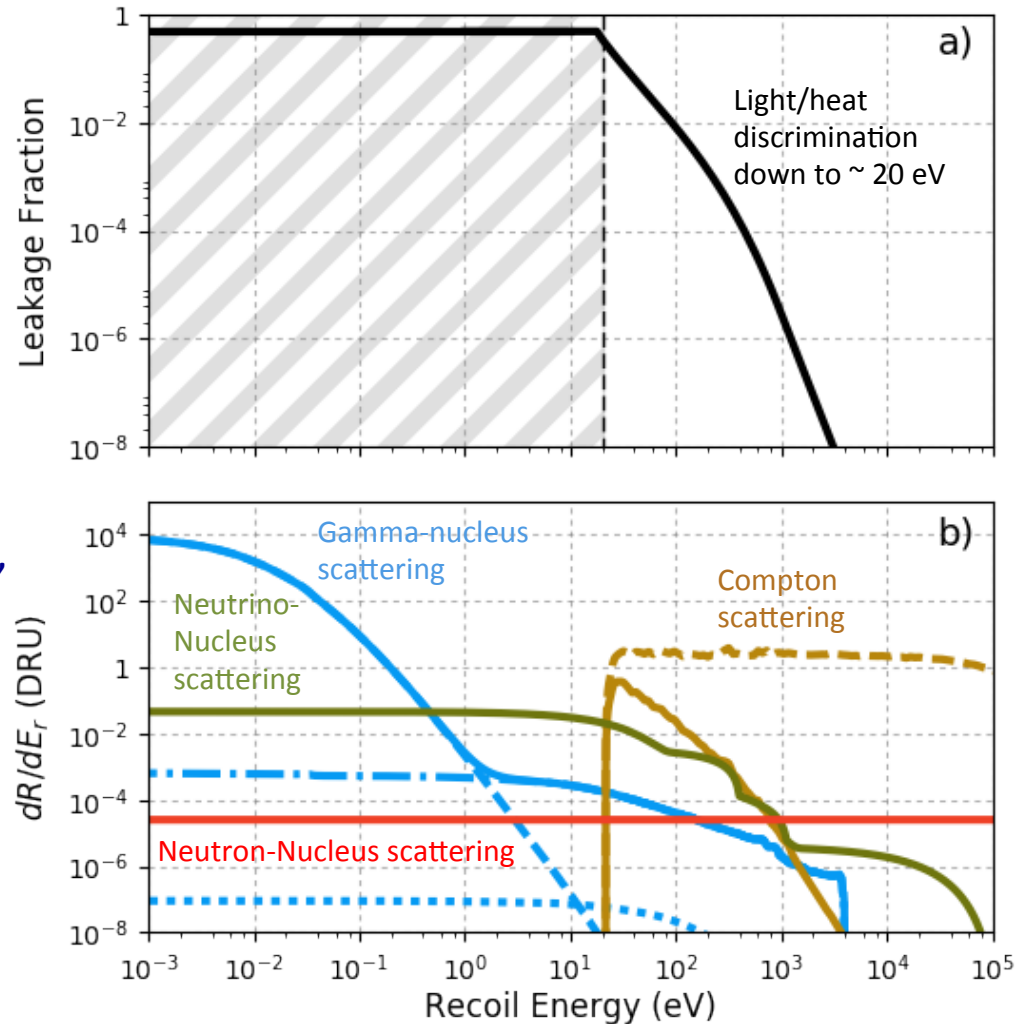 1
10⁻²
10⁻⁴
10⁻⁶
10⁻⁸
Leakage Fraction
a)
Light/heat
discrimination
down to ~ 20 eV
10⁴
10²
1
10⁻²
10⁻⁴
10⁻⁶
10⁻⁸
dR/dEᵣ (DRU)
b)
Gamma-nucleus
scattering
Neutrino-
Nucleus
scattering
Compton
scattering
Neutron-Nucleus scattering
10⁻³ 10⁻² 10⁻¹ 10⁰ 10¹ 10² 10³ 10⁴ 10⁵
Recoil Energy (eV)